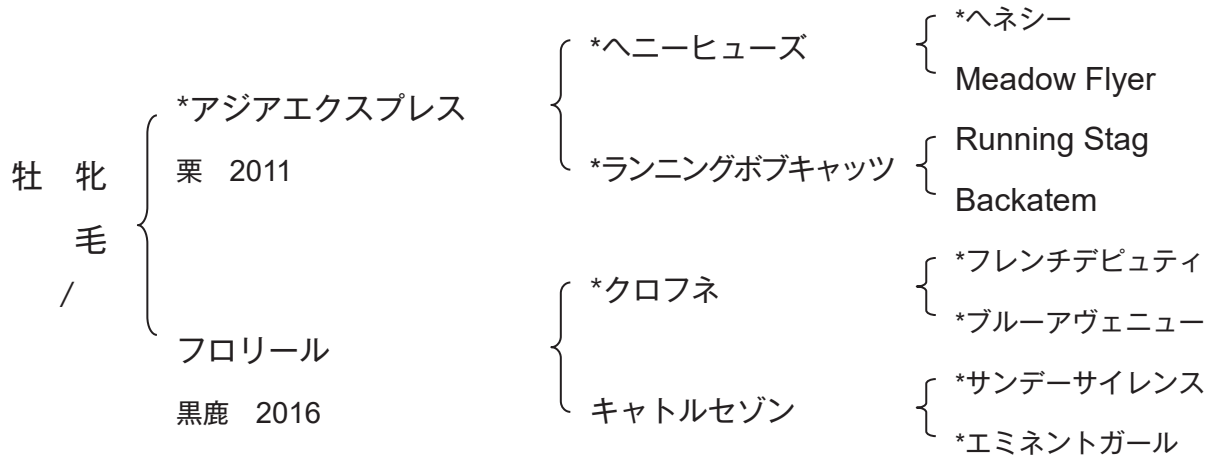 牡　牝
毛
/
*アジアエクスプレス
栗　2011
フロリール
黒鹿　2016
*ヘニーヒューズ
*ランニングボブキャッツ
*クロフネ
キャトルセゾン
*ヘネシー
Meadow Flyer
Running Stag
Backatem
*フレンチデピュティ
*ブルーアヴェニュー
*サンデーサイレンス
*エミネントガール